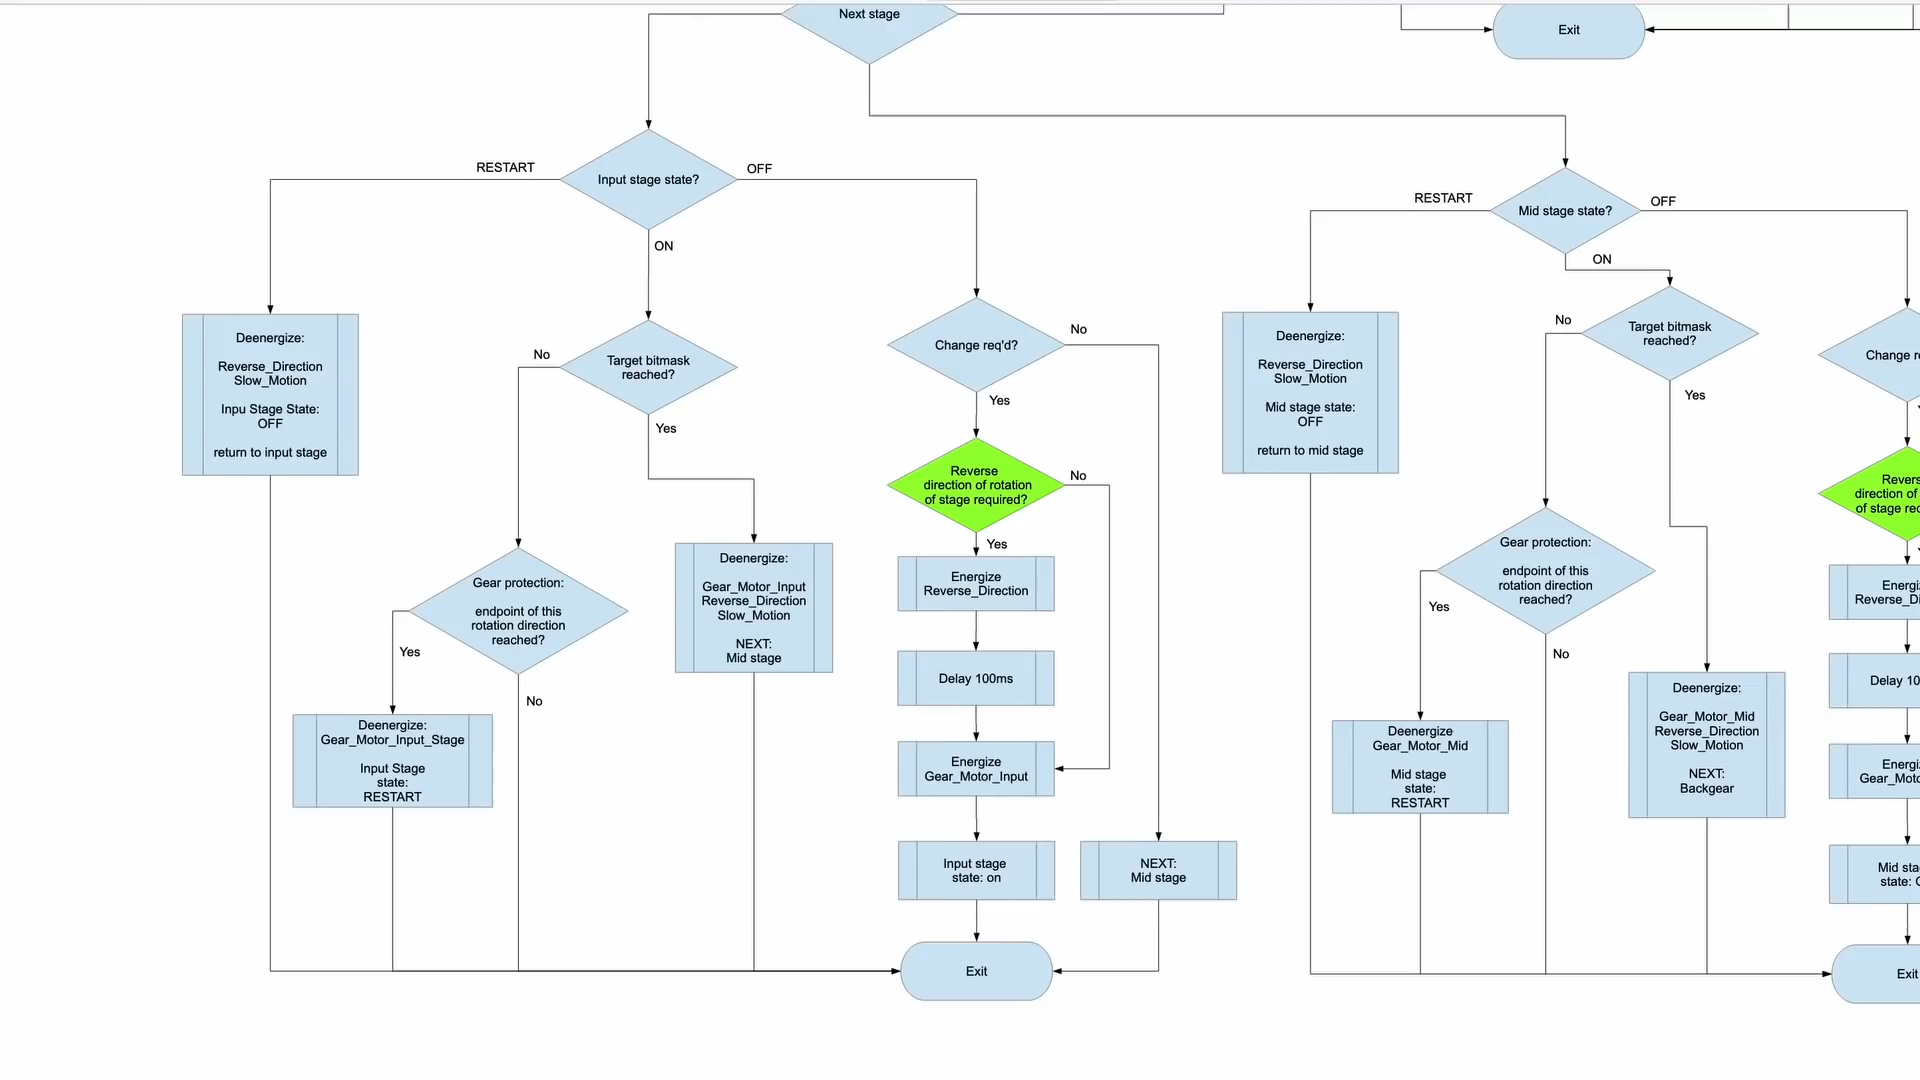 Next stage
Exit
RESTART
Input stage state?
OFF
ON
Deenergize:
Reverse_Direction
Slow_Motion
Inpu Stage State:
OFF
return to input stage
No
Target bitmask
reached?
Yes
Gear protection:
endpoint of this
rotation direction
reached?
Yes
No
Deenergize:
Gear_Motor_Input_Stage
Input Stage
state:
RESTART
Deenergize:
Gear_Motor_Input
Reverse_Direction
Slow_Motion
NEXT:
Mid stage
Change req'd?
No
Yes
Reverse
direction of rotation
of stage required?
No
Yes
Energize
Reverse_Direction
Delay 100ms
Energize
Gear_Motor_Input
Input stage
state: on
NEXT:
Mid stage
Exit
RESTART
Mid stage state?
OFF
ON
Deenergize:
Reverse_Direction
Slow_Motion
Mid stage state:
OFF
return to mid stage
No
Target bitmask
reached?
Yes
Gear protection:
endpoint of this
rotation direction
reached?
Yes
No
Deenergize
Gear_Motor_Mid
Mid stage
state:
RESTART
Deenergize:
Gear_Motor_Mid
Reverse_Direction
Slow_Motion
NEXT:
Backgear
Change
direction of
of stage
Delay
Exit